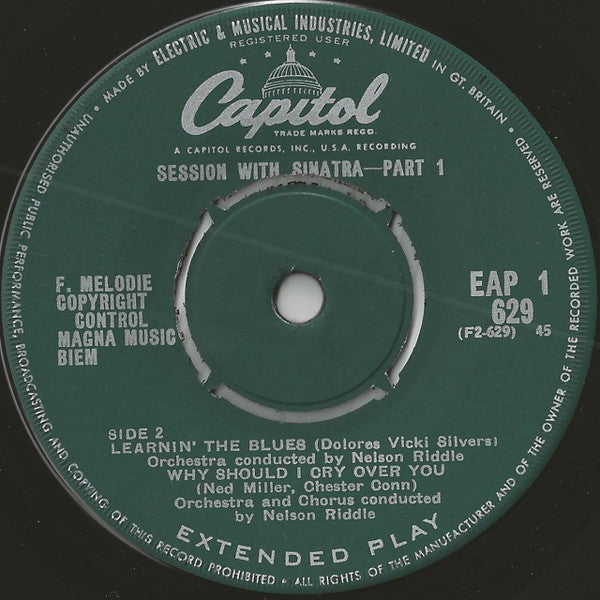 MADE BY ELECTRIC & MUSICAL INDUSTRIES, LIMITED IN GT. BRITAIN •
REGISTERED USER
Capitol
TRADE MARKS REGD.
A CAPITOL RECORDS, INC., U.S.A. RECORDING
SESSION WITH SINATRA—PART 1
F. MELODIE
COPYRIGHT
CONTROL
MAGNA MUSIC
BIEM
EAP 1
629
(F2-629) 45
SIDE 2
LEARNIN' THE BLUES (Dolores Vicki Silvers)
Orchestra conducted by Nelson Riddle
WHY SHOULD I CRY OVER YOU
(Ned Miller, Chester Conn)
Orchestra and Chorus conducted
by Nelson Riddle
EXTENDED PLAY
ALL RIGHTS OF THE MANUFACTURER AND OF THE OWNER OF THE RECORDED WORK ARE RESERVED •
UNAUTHORISED PUBLIC PERFORMANCE, BROADCASTING AND COPYING OF THIS RECORD PROHIBITED •